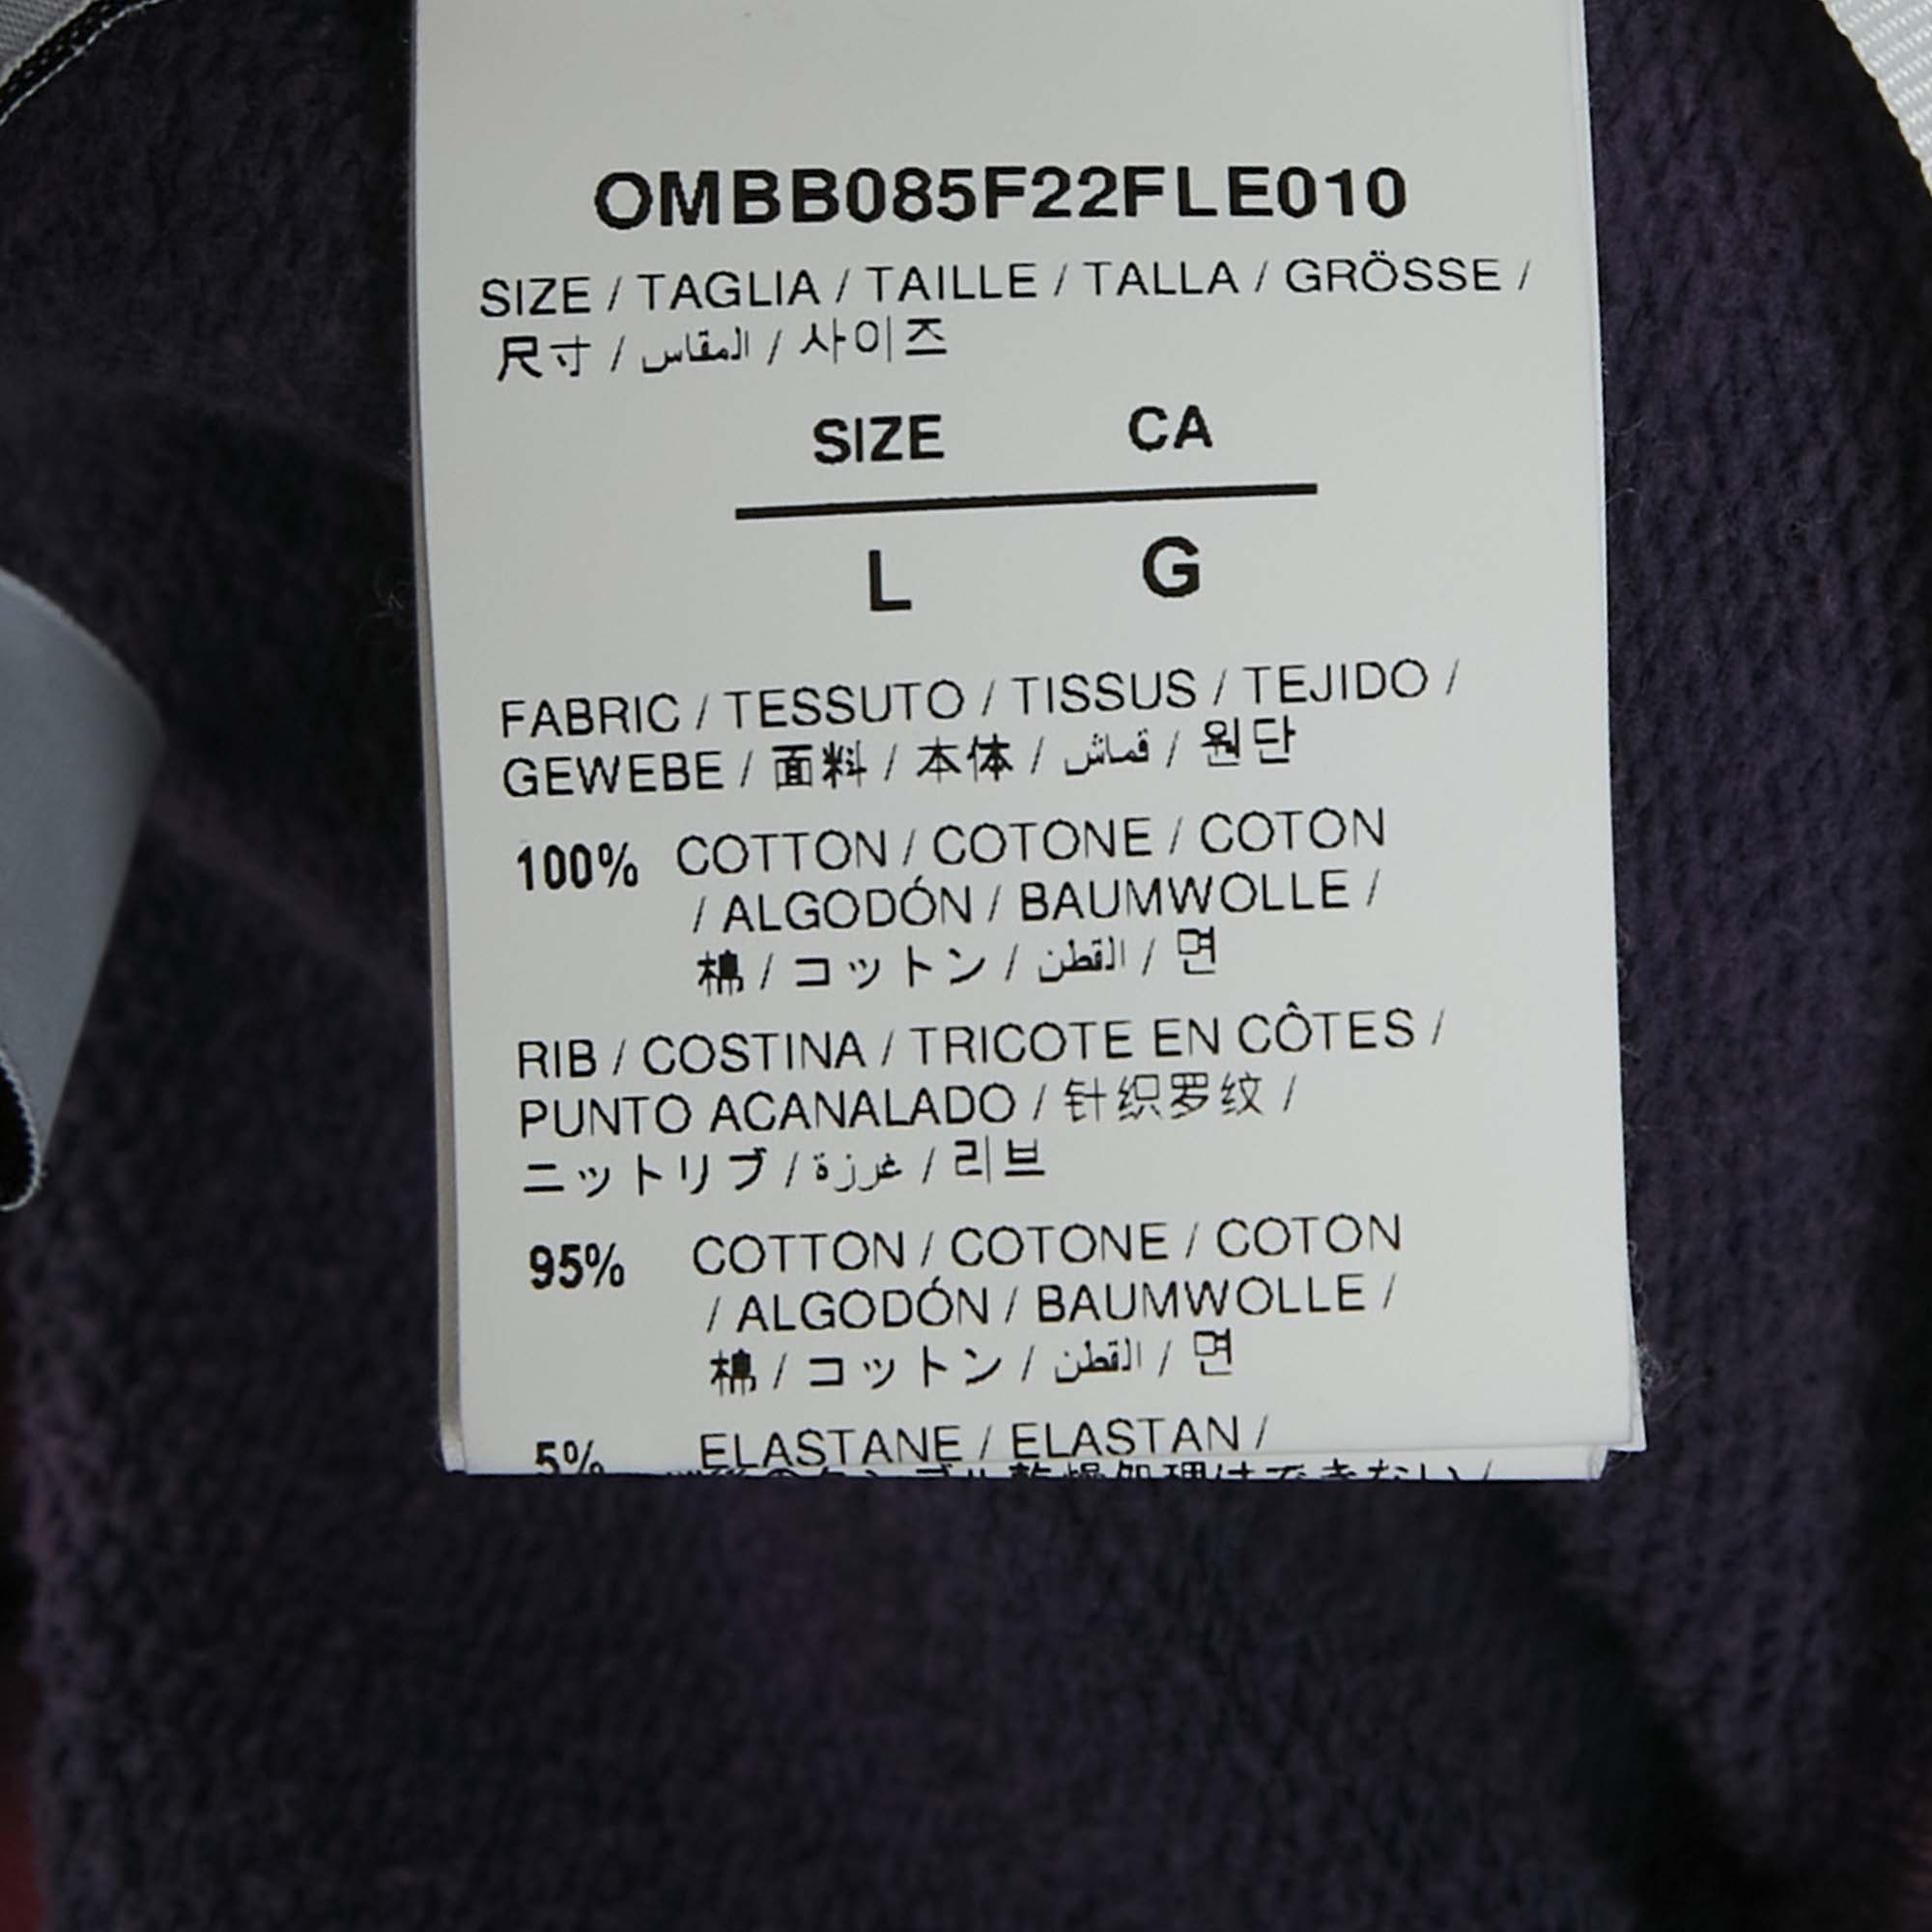 OMBB085F22FLE010
SIZE / TAGLIA / TAILLE / TALLA / GRÖSSE /
尺寸 / المقاس / 사이즈
SIZE CA
L G
FABRIC / TESSUTO / TISSUS / TEJIDO /
GEWEBE / 面料 / 本体 / قماش / 원단
100% COTTON / COTONE / COTON
/ ALGODÓN / BAUMWOLLE /
棉 / コットン / القطن / 면
RIB / COSTINA / TRICOTE EN CÔTES /
PUNTO ACANALADO / 针织罗纹 /
ニットリブ / غرزة / 리브
95% COTTON / COTONE / COTON
/ ALGODÓN / BAUMWOLLE /
棉 / コットン / القطن / 면
5% ELASTANE / ELASTAN /